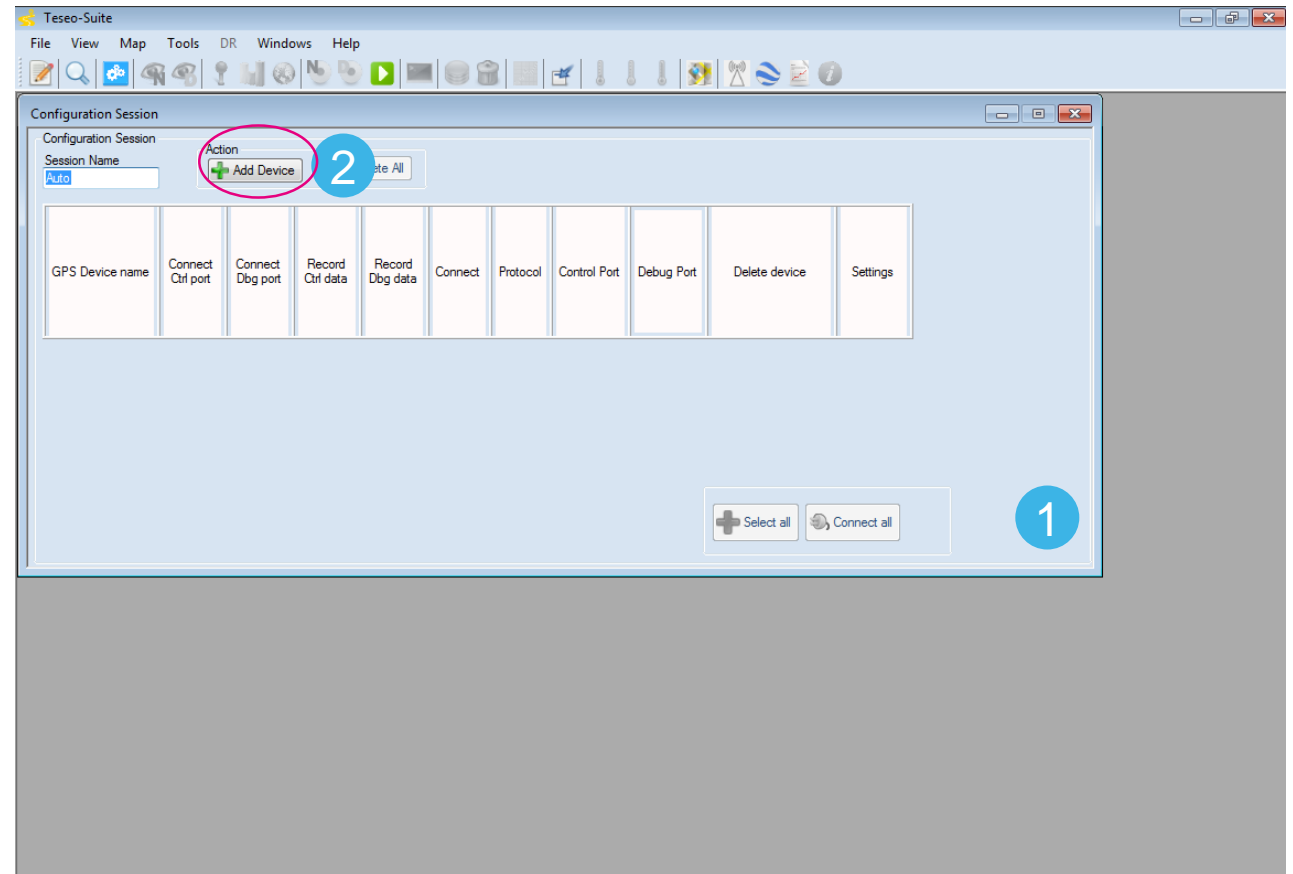 Teseo-Suite
File View Map Tools DR Windows Help
Configuration Session
Configuration Session
Session Name
Auto
Action
Add Device
2
ete All
GPS Device name
Connect
Ctrl port
Connect
Dbg port
Record
Ctrl data
Record
Dbg data
Connect
Protocol
Control Port
Debug Port
Delete device
Settings
Select all
Connect all
1